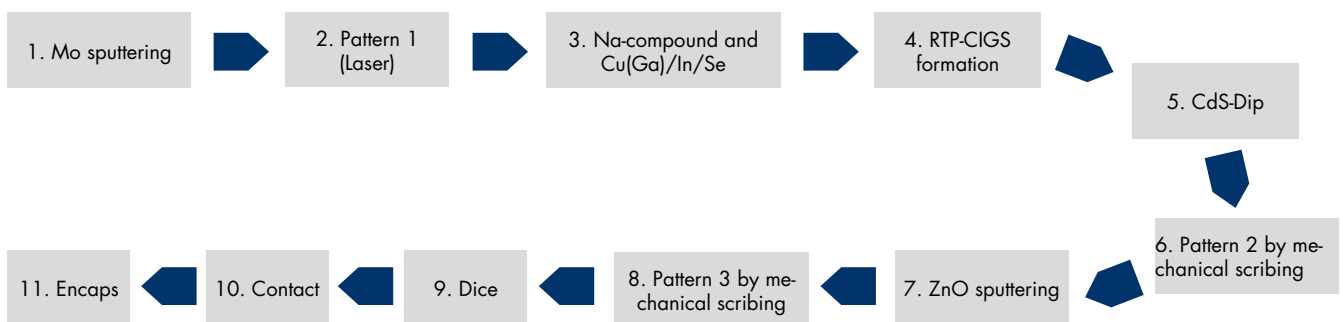 1. Mo sputtering
2. Pattern 1
(Laser)
3. Na-compound and
Cu(Ga)/In/Se
4. RTP-CIGS
formation
5. CdS-Dip
6. Pattern 2 by me-
chanical scribing
7. ZnO sputtering
8. Pattern 3 by me-
chanical scribing
9. Dice
10. Contact
11. Encaps